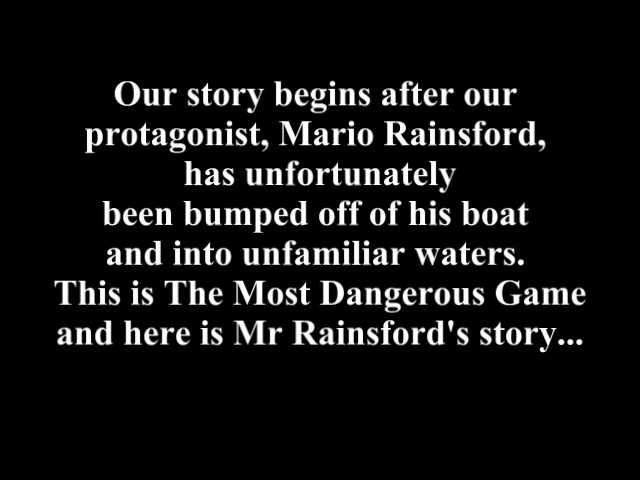 Our story begins after our
protagonist, Mario Rainsford,
has unfortunately
been bumped off of his boat
and into unfamiliar waters.
This is The Most Dangerous Game
and here is Mr Rainsford's story...